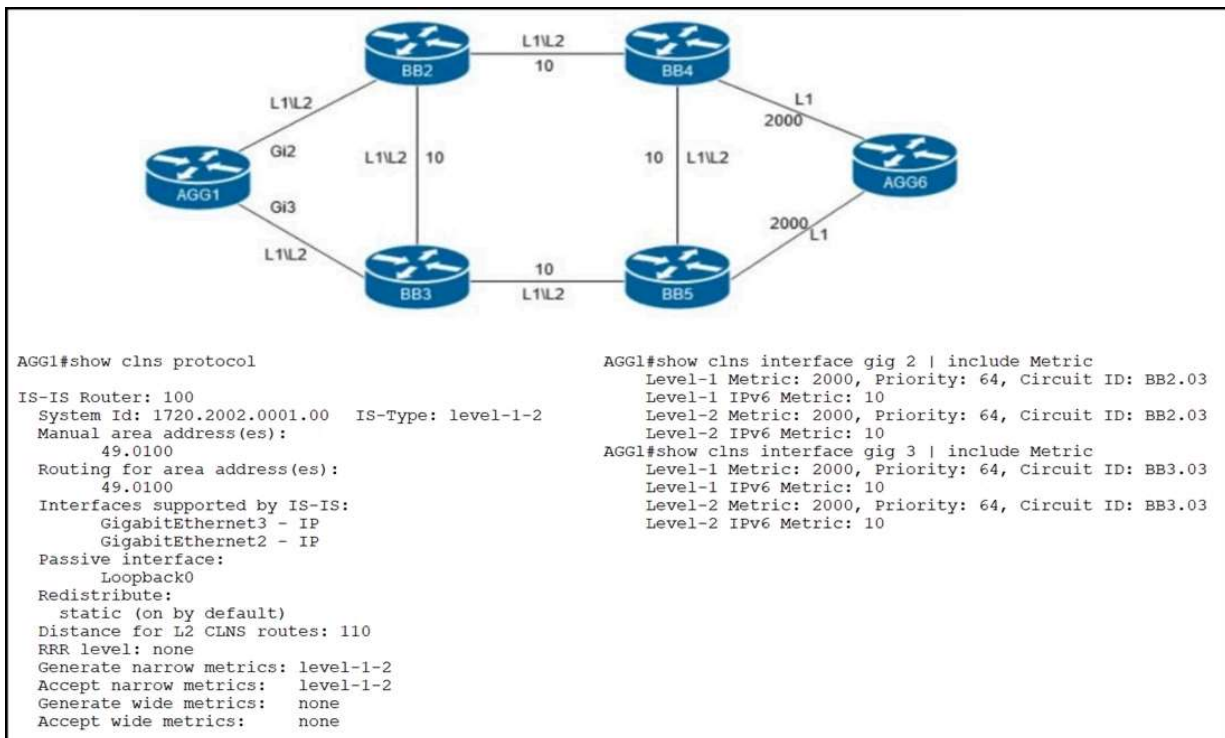 L1\L2
10
BB2
BB4
L1\L2
L1
2000
Gi2
L1\L2
10
10
L1\L2
AGG1
AGG6
Gi3
2000
L1
L1\L2
10
BB3
L1\L2
BB5
AGG1#show clns protocol
IS-IS Router: 100
System Id: 1720.2002.0001.00 IS-Type: level-1-2
Manual area address(es):
49.0100
Routing for area address(es):
49.0100
Interfaces supported by IS-IS:
GigabitEthernet3 - IP
GigabitEthernet2 - IP
Passive interface:
Loopback0
Redistribute:
static (on by default)
Distance for L2 CLNS routes: 110
RRR level: none
Generate narrow metrics: level-1-2
Accept narrow metrics: level-1-2
Generate wide metrics: none
Accept wide metrics: none
AGG1#show clns interface gig 2 | include Metric
Level-1 Metric: 2000, Priority: 64, Circuit ID: BB2.03
Level-1 IPv6 Metric: 10
Level-2 Metric: 2000, Priority: 64, Circuit ID: BB2.03
Level-2 IPv6 Metric: 10
AGG1#show clns interface gig 3 | include Metric
Level-1 Metric: 2000, Priority: 64, Circuit ID: BB3.03
Level-1 IPv6 Metric: 10
Level-2 Metric: 2000, Priority: 64, Circuit ID: BB3.03
Level-2 IPv6 Metric: 10